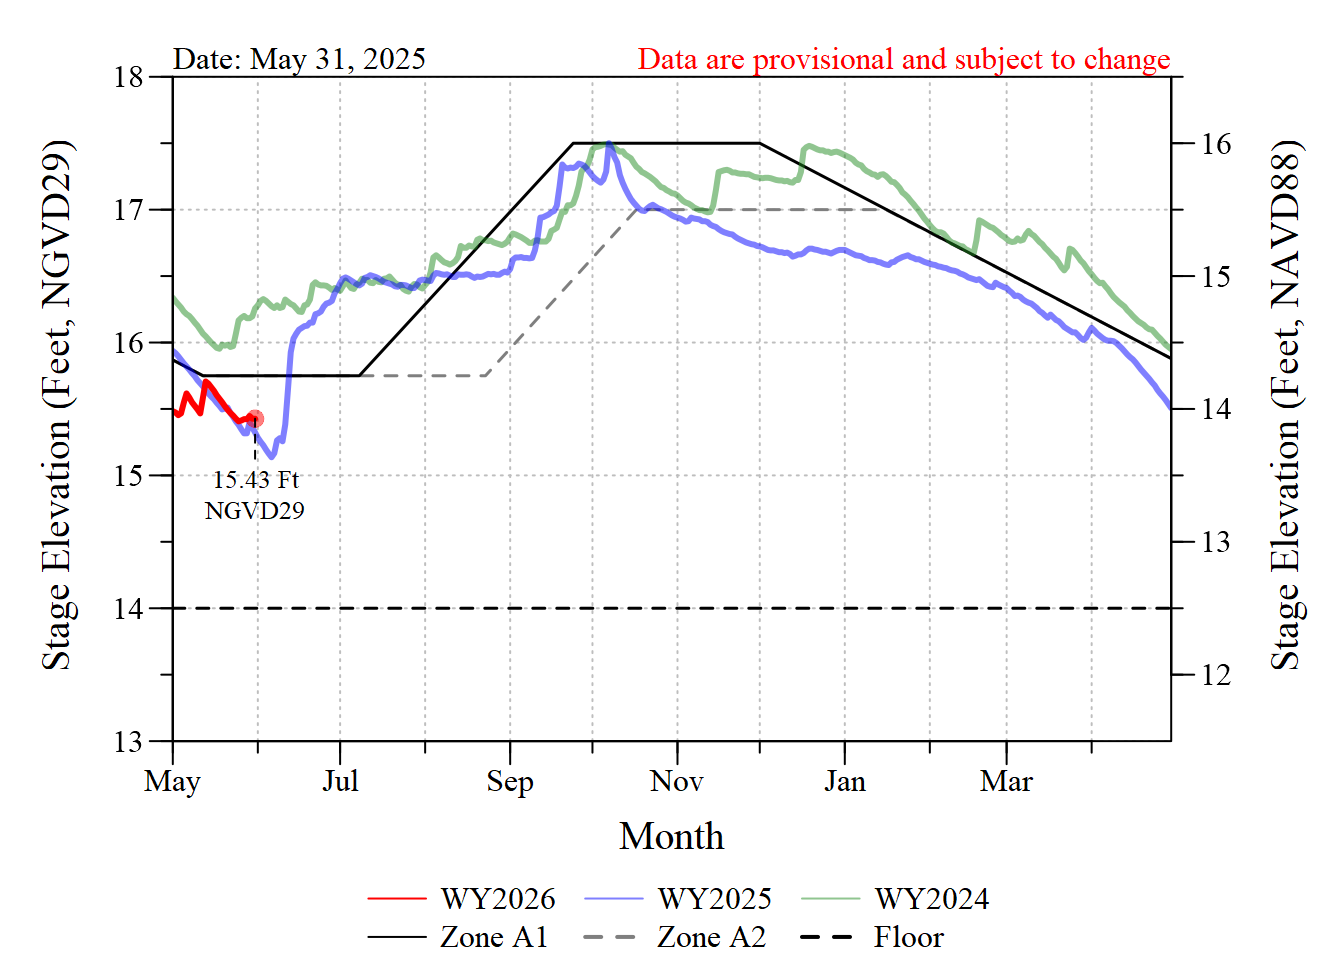 Date: May 31, 2025
Data are provisional and subject to change
18
17
16
15
14
13
Stage Elevation (Feet, NGVD29)
16
15
14
13
12
Stage Elevation (Feet, NAVD88)
15.43 Ft
NGVD29
May Jul Sep Nov Jan Mar
Month
WY2026 WY2025 WY2024
Zone A1 Zone A2 Floor